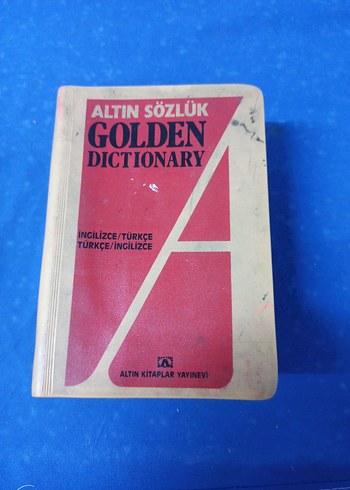 ALTIN SÖZLÜK
GOLDEN
DICTIONARY
İNGİLİZCE/TÜRKÇE
TÜRKÇE/İNGİLİZCE
ALTIN KİTAPLAR YAYINEVİ